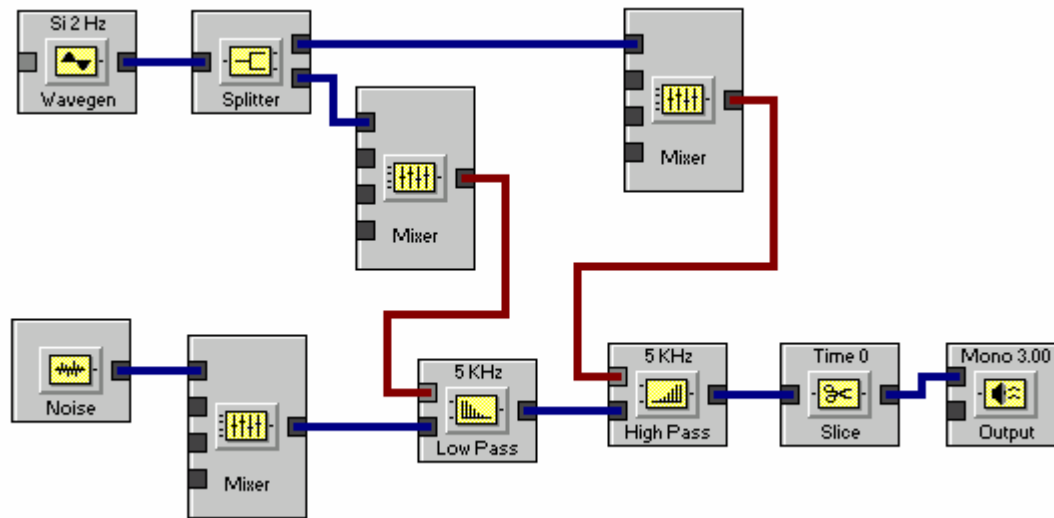 Si 2 Hz
Wavegen
Splitter
Mixer
Mixer
Noise
Mixer
5 KHz
Low Pass
5 KHz
High Pass
Time 0
Slice
Mono 3.00
Output